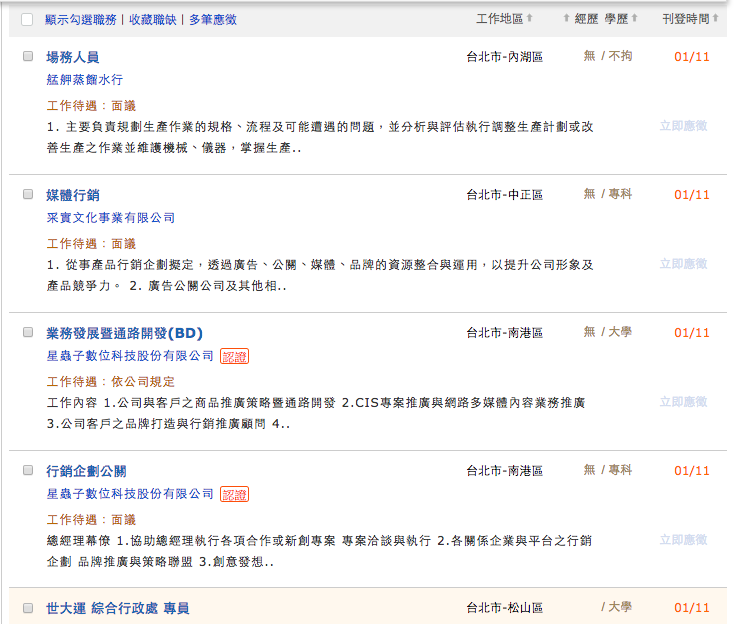 顯示勾選職務 | 收藏職缺 | 多筆應徵 工作地區⬆ ⬆ 經歷 學歷⬆ 刊登時間⬆
場務人員 台北市-內湖區 無 / 不拘 01/11
艋舺蒸餾水行
工作待遇：面議
1. 主要負責規劃生產作業的規格、流程及可能遭遇的問題，並分析與評估執行調整生產計劃或改 立即應徵
善生產之作業並維護機械、儀器，掌握生產..
媒體行銷 台北市-中正區 無 / 專科 01/11
采實文化事業有限公司
工作待遇：面議
1. 從事產品行銷企劃擬定，透過廣告、公關、媒體、品牌的資源整合與運用，以提升公司形象及 立即應徵
產品競爭力。 2. 廣告公關公司及其他相..
業務發展暨通路開發(BD) 台北市-南港區 無 / 大學 01/11
星蟲子數位科技股份有限公司 認證
工作待遇：依公司規定
工作內容 1.公司與客戶之商品推廣策略暨通路開發 2.CIS專案推廣與網路多媒體內容業務推廣 立即應徵
3.公司客戶之品牌打造與行銷推廣顧問 4..
行銷企劃公關 台北市-南港區 無 / 專科 01/11
星蟲子數位科技股份有限公司 認證
工作待遇：面議
總經理幕僚 1.協助總經理執行各項合作或新創專案 專案洽談與執行 2.各關係企業與平台之行銷 立即應徵
企劃 品牌推廣與策略聯盟 3.創意發想..
世大運 綜合行政處 專員 台北市-松山區 / 大學 01/11